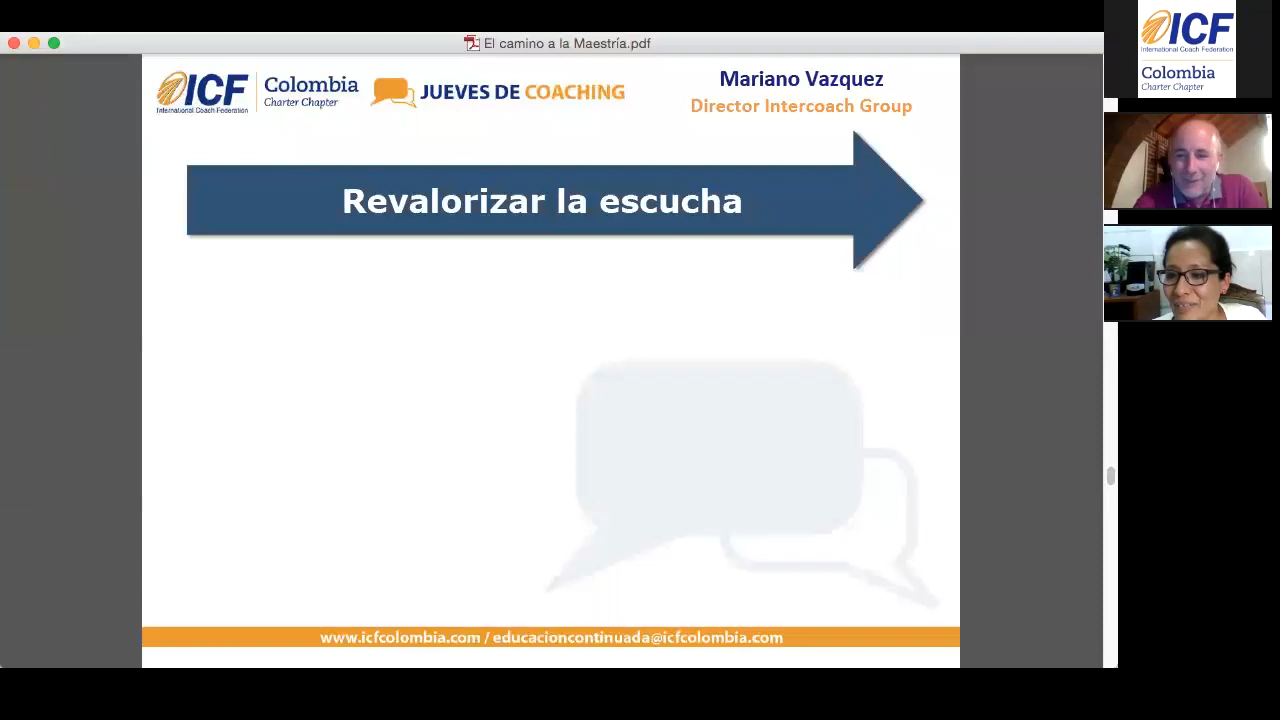 El camino a la Maestría.pdf
ICF
International Coach Federation
Colombia
Charter Chapter
JUEVES DE COACHING
Mariano Vazquez
Director Intercoach Group
Revalorizar la escucha
www.icfcolombia.com / educacioncontinuada@icfcolombia.com
ICF
International Coach Federation
Colombia
Charter Chapter